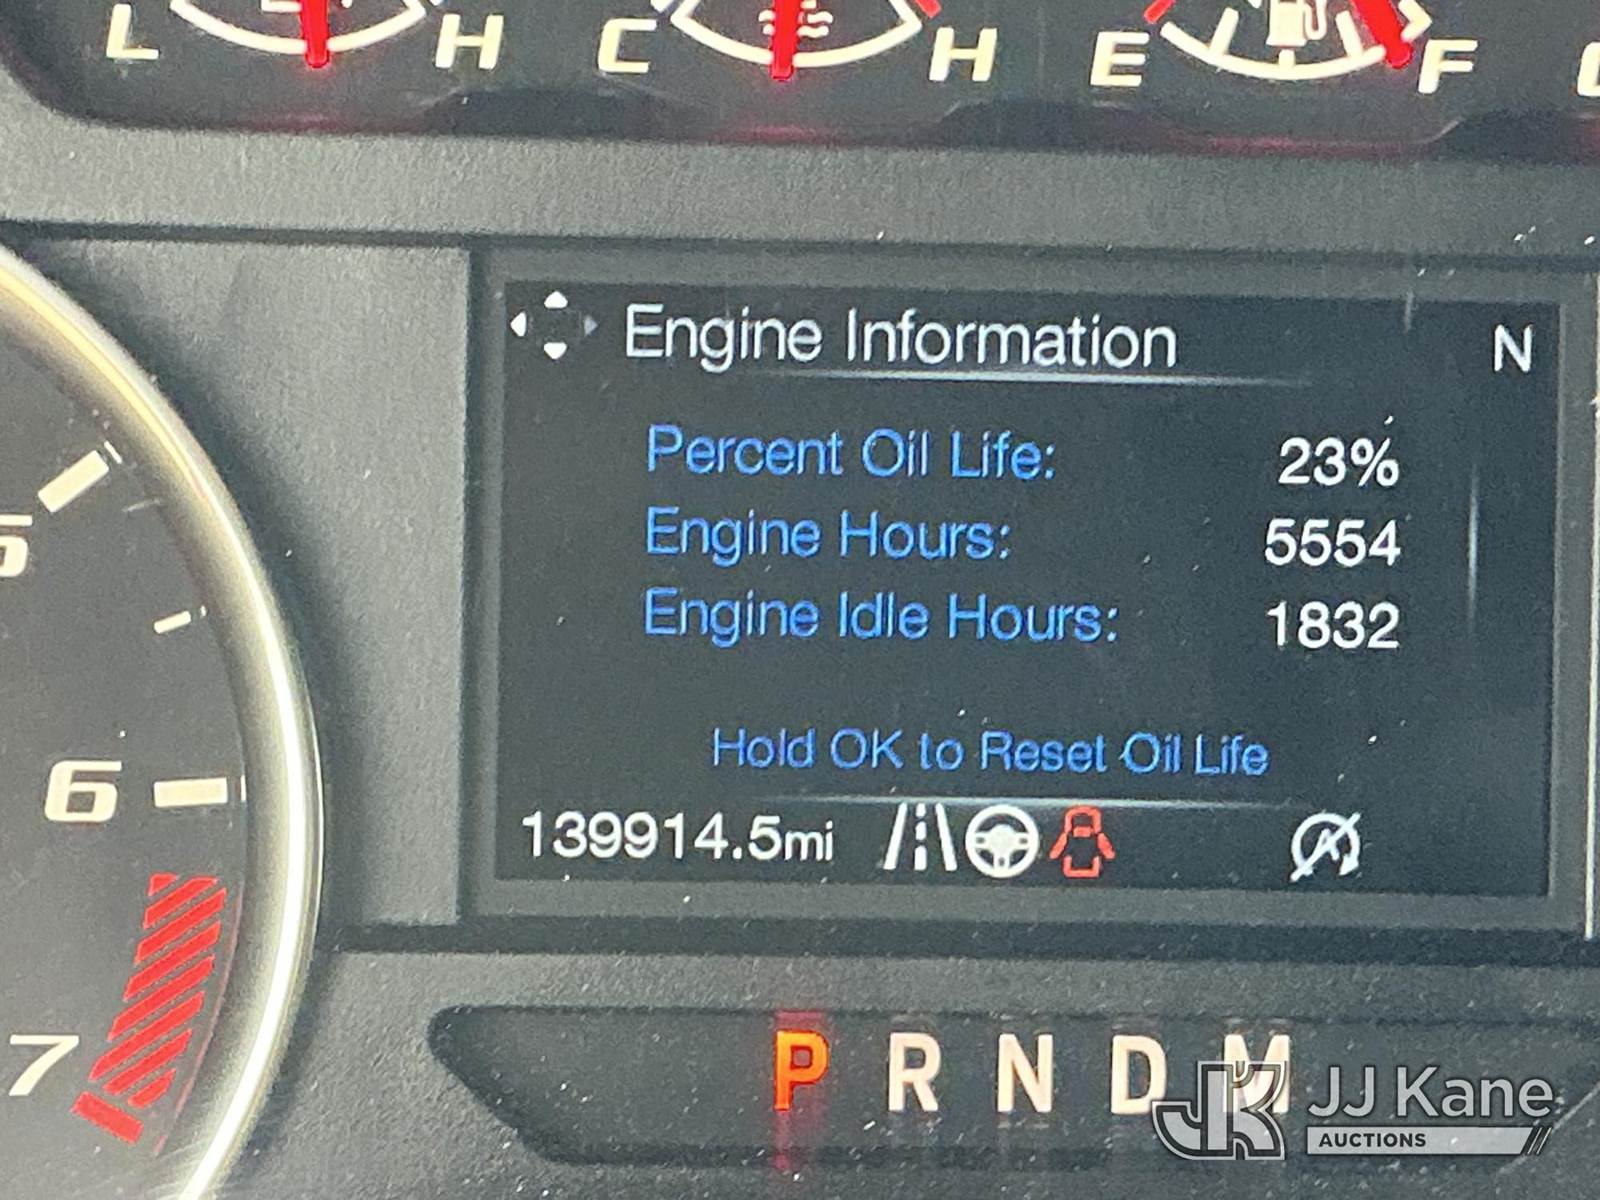 L H C H E F
Engine Information N
Percent Oil Life: 23%
5
Engine Hours: 5554
Engine Idle Hours: 1832
Hold OK to Reset Oil Life
6
139914.5mi
7
P R N D M
JK JJ Kane
AUCTIONS